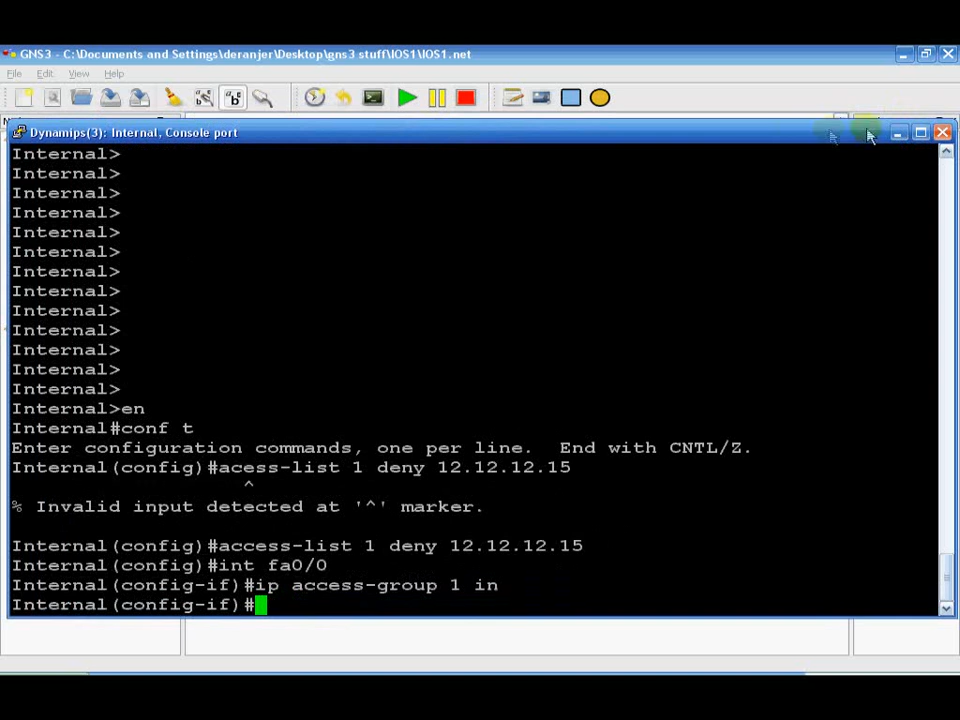 GNS3 - C:\Documents and Settings\deranjer\Desktop\gns3 stuff\IOS1\IOS1.net
File Edit View Help
Dynamips(3): Internal, Console port
Internal>
Internal>
Internal>
Internal>
Internal>
Internal>
Internal>
Internal>
Internal>
Internal>
Internal>
Internal>
Internal>
Internal>en
Internal#conf t
Enter configuration commands, one per line.  End with CNTL/Z.
Internal(config)#acess-list 1 deny 12.12.12.15
^
% Invalid input detected at '^' marker.
Internal(config)#access-list 1 deny 12.12.12.15
Internal(config)#int fa0/0
Internal(config-if)#ip access-group 1 in
Internal(config-if)#